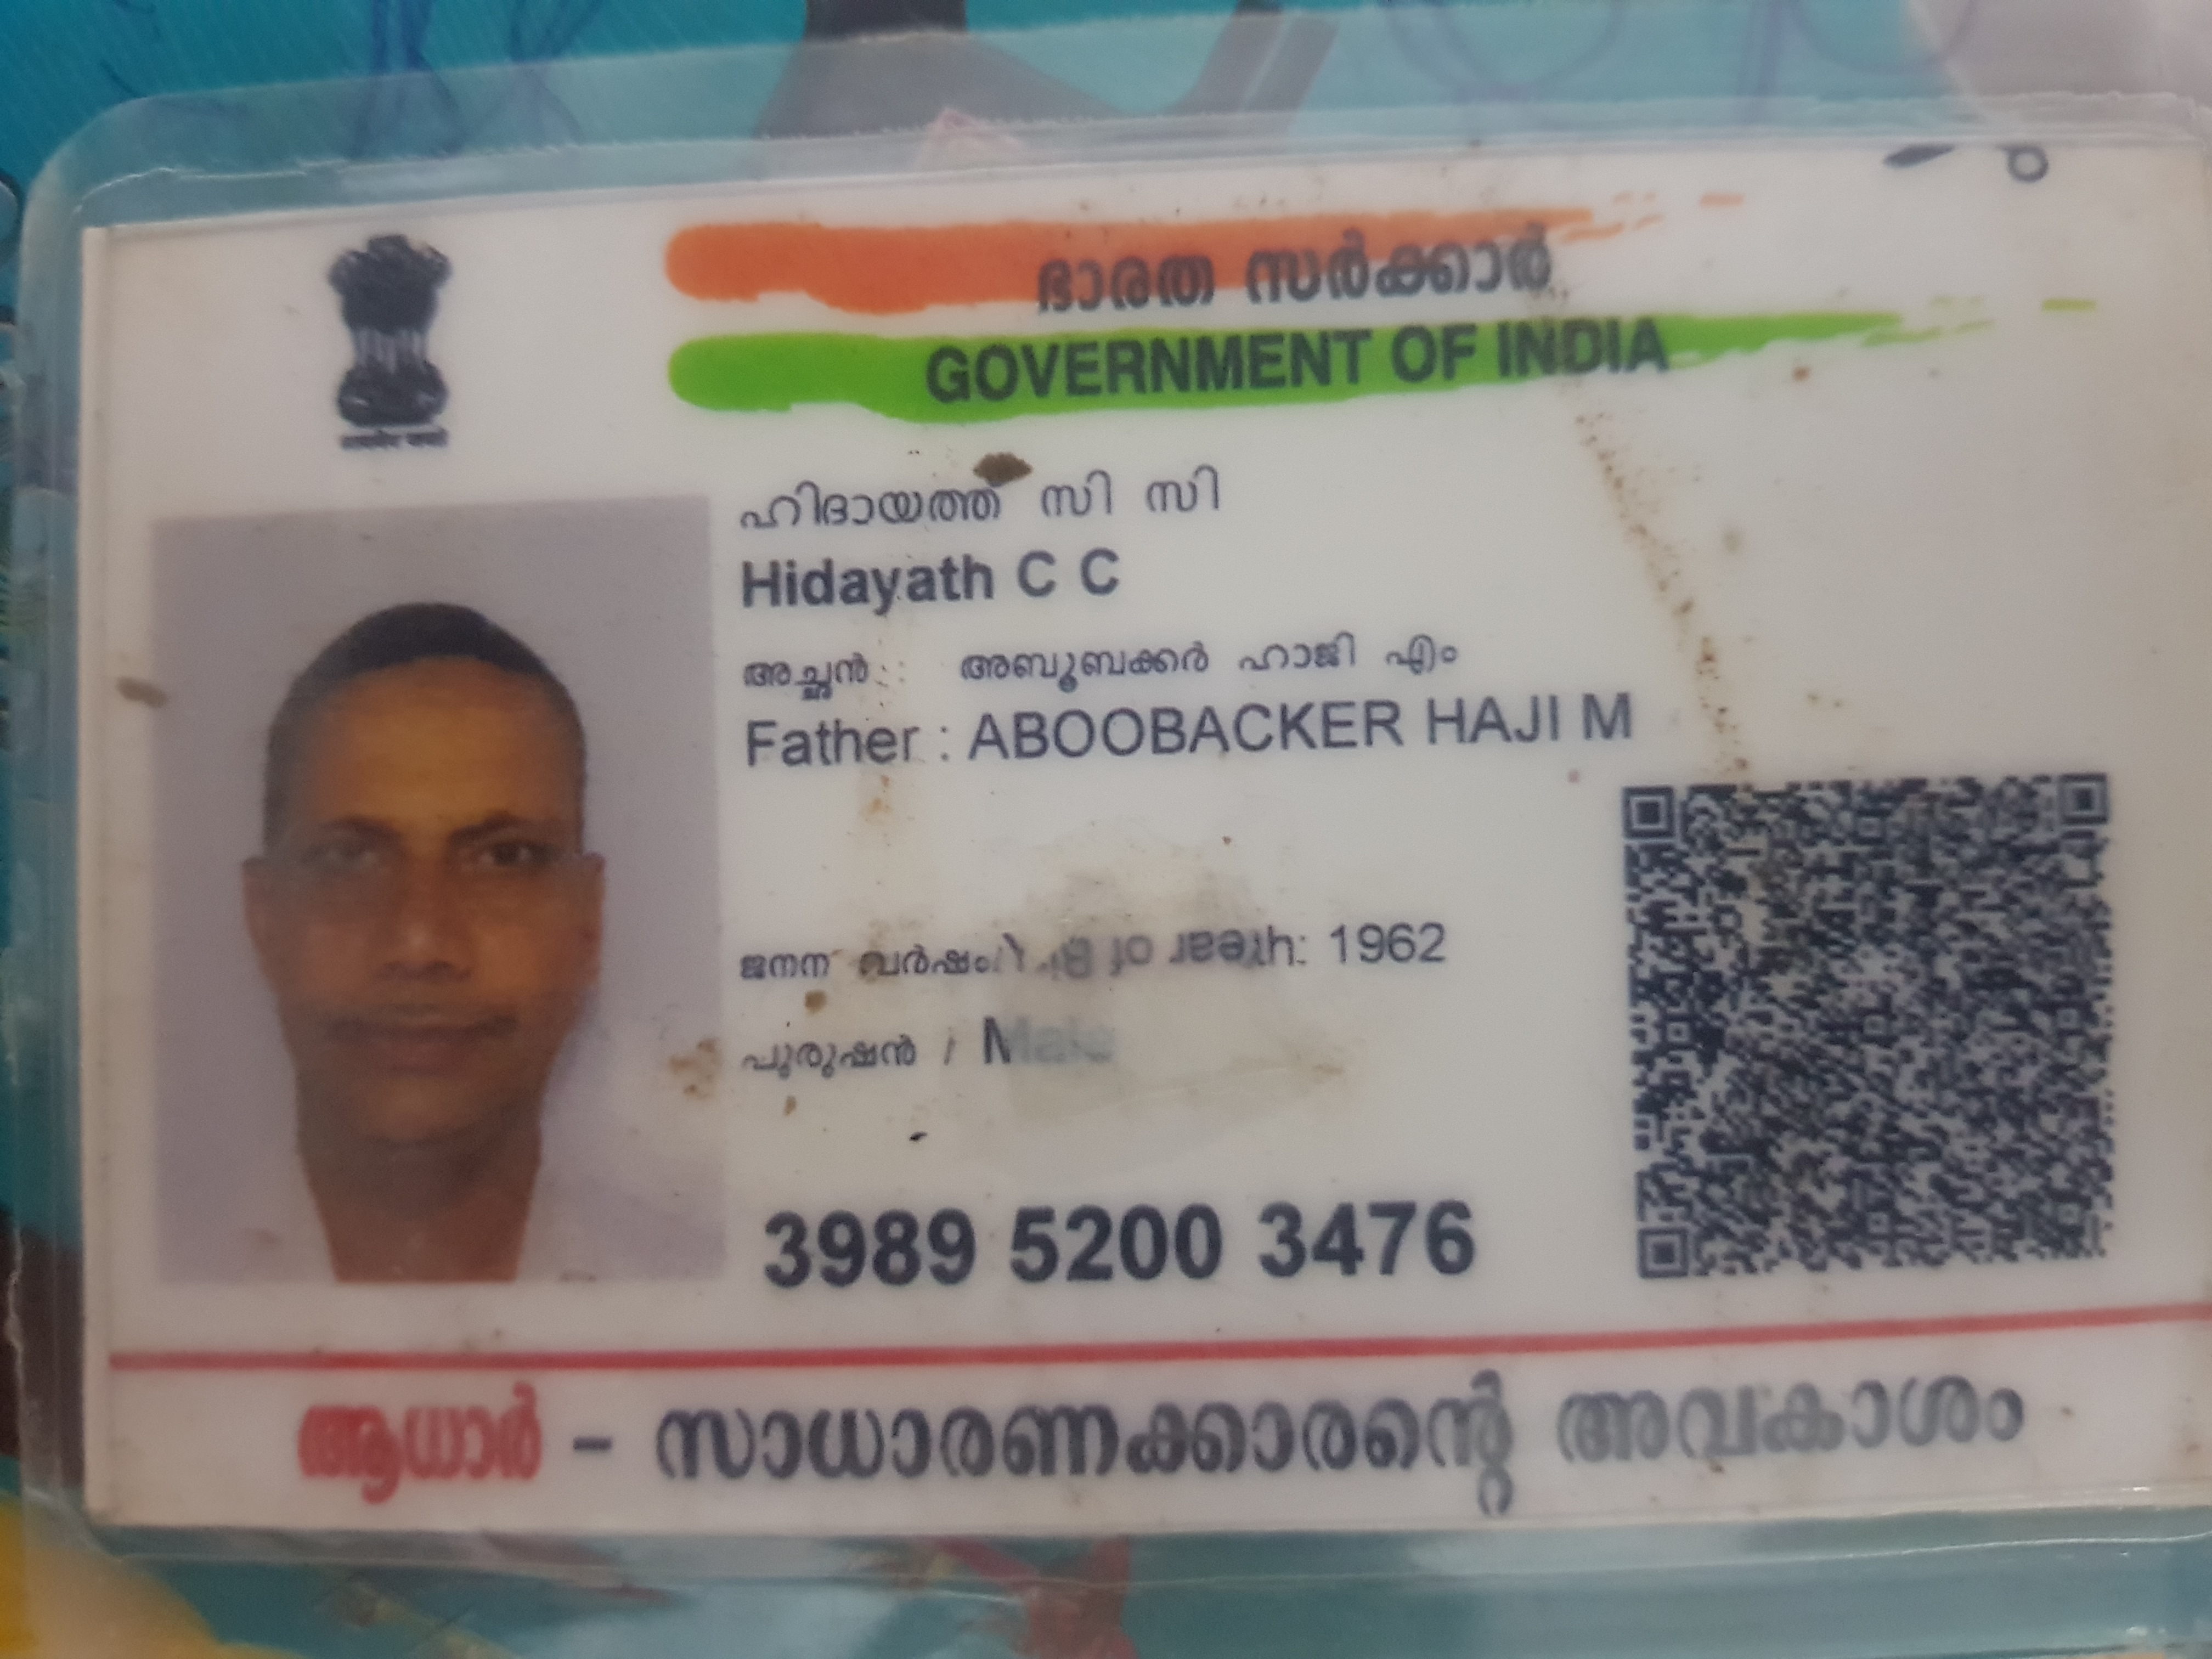 ഭാരത സർക്കാർ
GOVERNMENT OF INDIA
ഹിദായത്ത് സി സി
Hidayath C C
അച്ഛൻ : അബൂബക്കർ ഹാജി എം
Father : ABOOBACKER HAJI M
ജനന വർഷം / Year of Birth: 1962
പുരുഷൻ / Male
3989 5200 3476
ആധാർ - സാധാരണക്കാരന്റെ അവകാശം